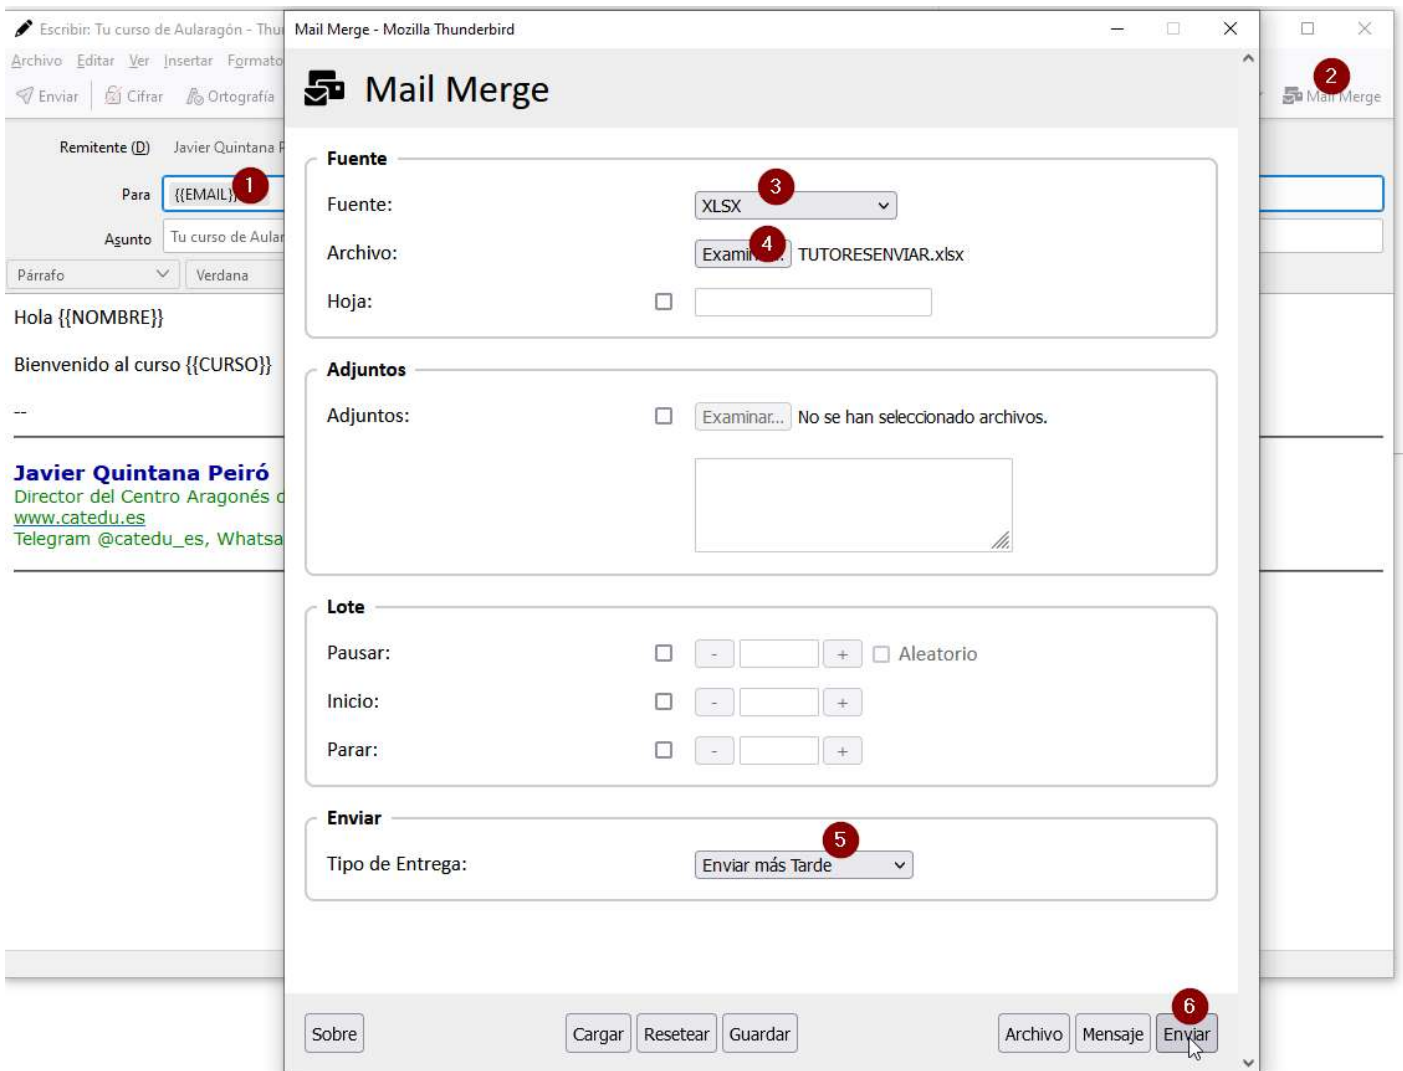 Escribir: Tu curso de Aularagón - Thu
Archivo Editar Ver Insertar Formato
Enviar Cifrar Ortografía
Remitente (D) Javier Quintana P
Para {{EMAIL}} 1
Asunto Tu curso de Aular
Párrafo Verdana
Hola {{NOMBRE}}
Bienvenido al curso {{CURSO}}
--
Javier Quintana Peiró
Director del Centro Aragonés d
www.catedu.es
Telegram @catedu_es, Whatsa
Mail Merge - Mozilla Thunderbird
Mail Merge
Fuente
Fuente: XLSX 3
Archivo: Examinar... 4 TUTORESENVIAR.xlsx
Hoja:
Adjuntos
Adjuntos: Examinar... No se han seleccionado archivos.
Lote
Pausar: - + Aleatorio
Inicio: - +
Parar: - +
Enviar
5
Tipo de Entrega: Enviar más Tarde
6
Sobre Cargar Resetear Guardar Archivo Mensaje Enviar
2
Mail Merge